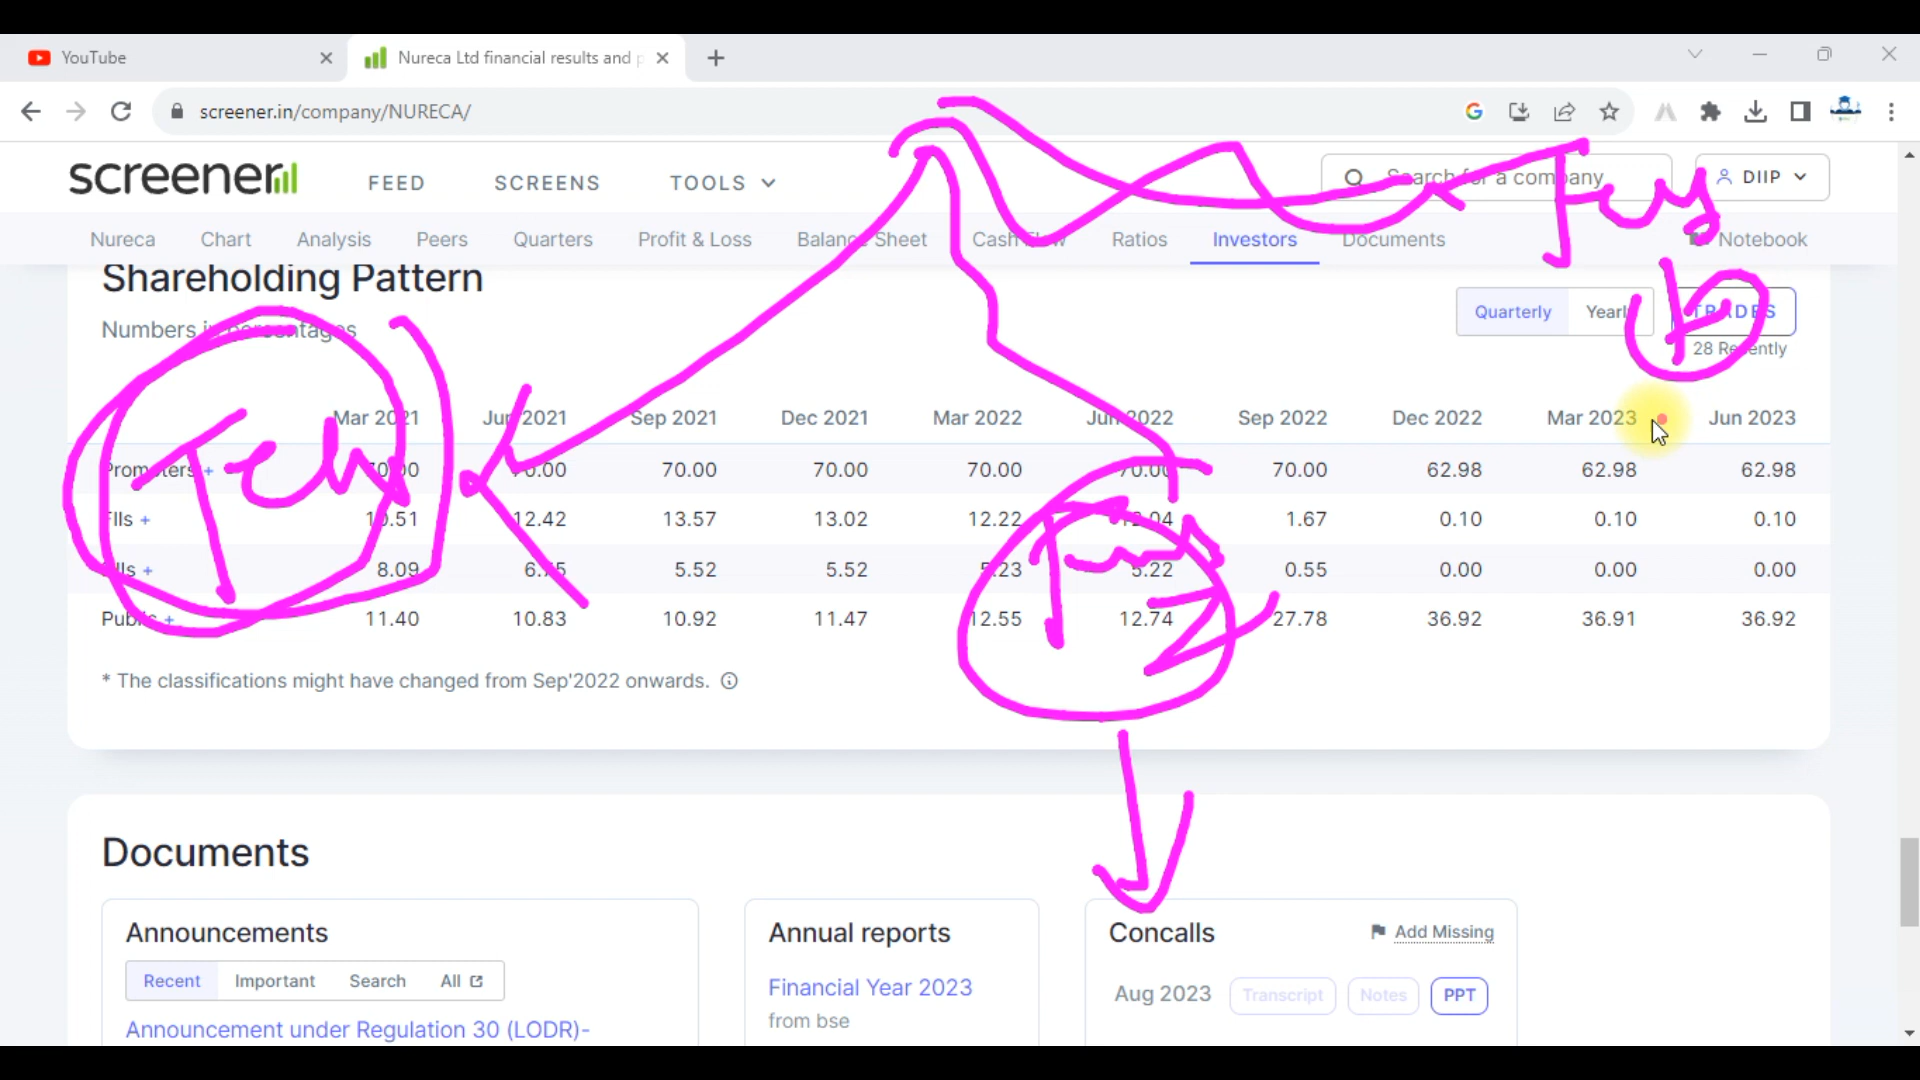 YouTube
Nureca Ltd financial results and p
screener.in/company/NURECA/
screener
FEED SCREENS TOOLS Search for a company DIIP
Nureca Chart Analysis Peers Quarters Profit & Loss Balance Sheet Cash Flow Ratios Investors Documents Notebook
Shareholding Pattern
Numbers in percentages
Quarterly Yearly TRADES
28 Recently
Mar 2021 Jun 2021 Sep 2021 Dec 2021 Mar 2022 Jun 2022 Sep 2022 Dec 2022 Mar 2023 Jun 2023
Promoters + 70.00 70.00 70.00 70.00 70.00 70.00 70.00 62.98 62.98 62.98
FIIs + 10.51 12.42 13.57 13.02 12.22 12.04 1.67 0.10 0.10 0.10
DIIs + 8.09 5.52 5.52 5.23 5.22 0.55 0.00 0.00 0.00
Public + 11.40 10.83 10.92 11.47 12.55 12.74 27.78 36.92 36.91 36.92
* The classifications might have changed from Sep'2022 onwards.
Documents
Announcements
Recent Important Search All
Announcement under Regulation 30 (LODR)-
Annual reports
Financial Year 2023
from bse
Concalls Add Missing
Aug 2023 Transcript Notes PPT